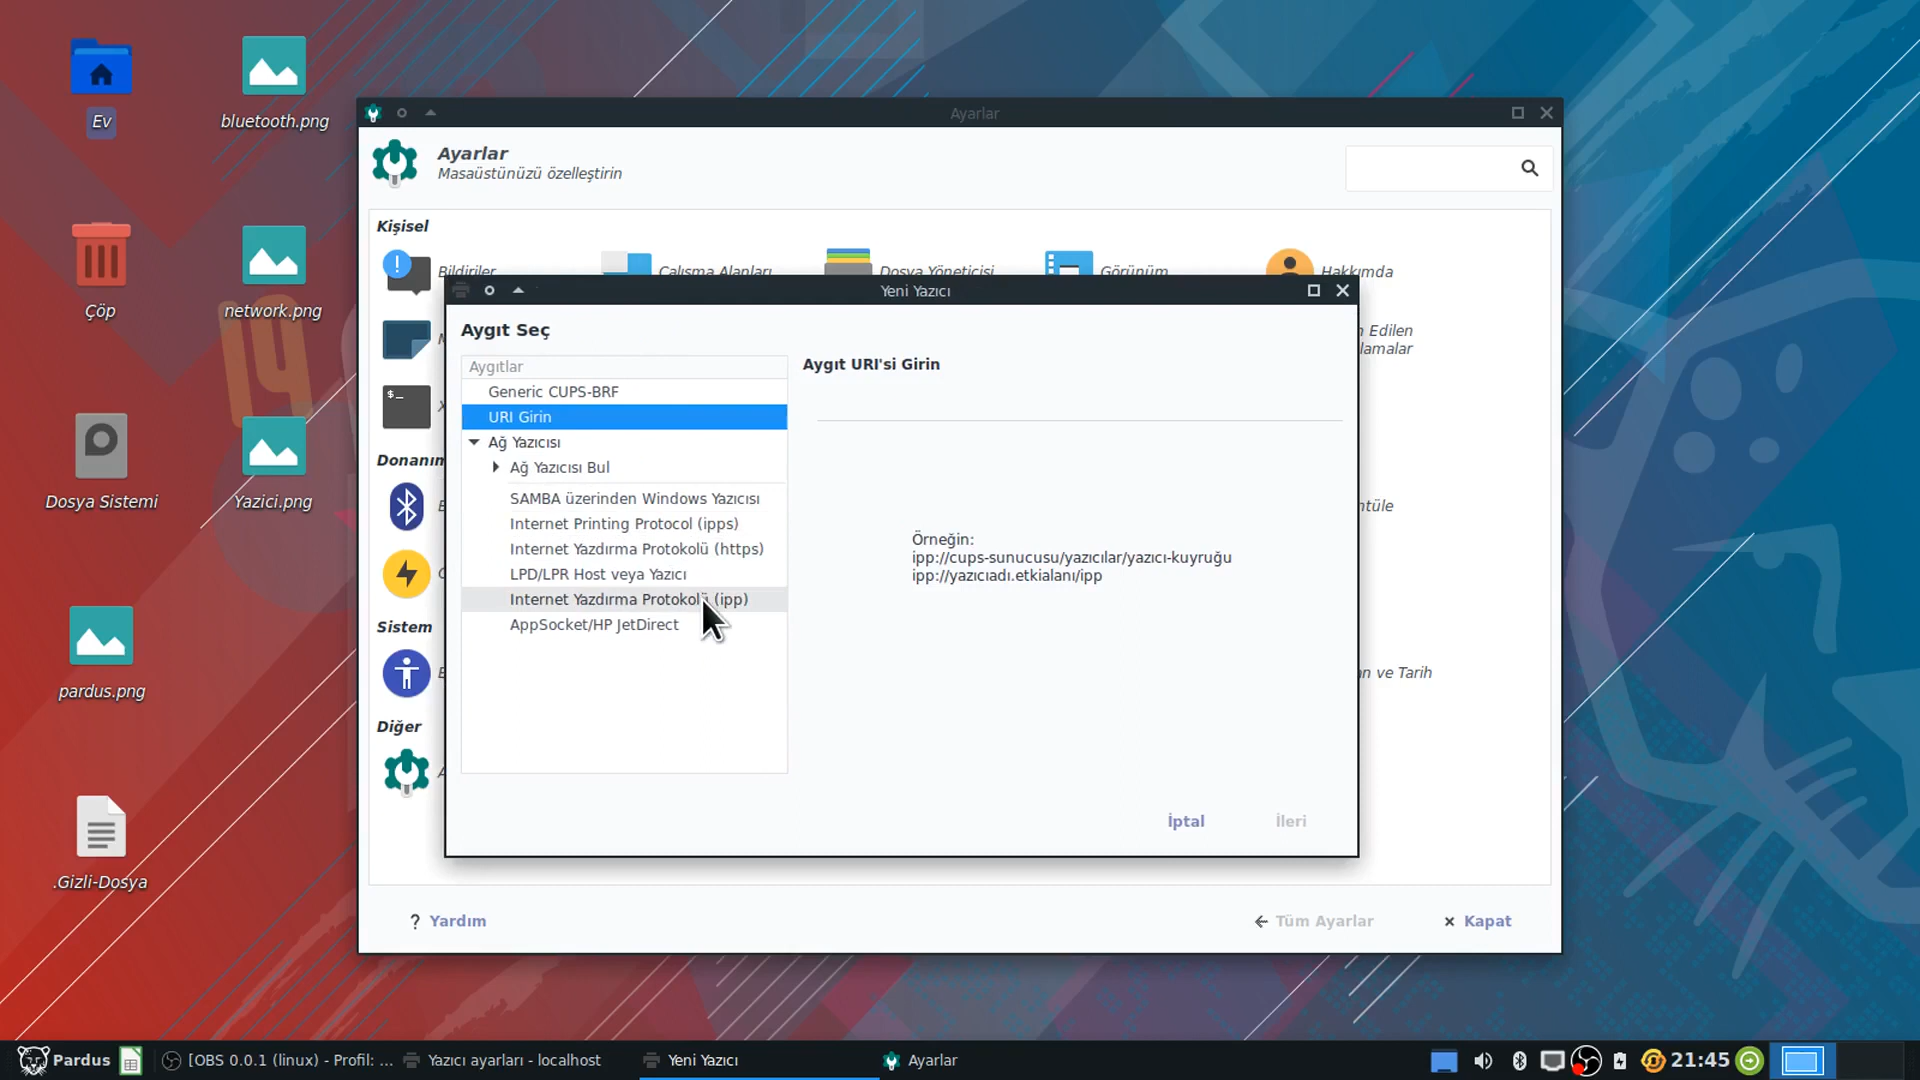 Ev
bluetooth.png
Çöp
network.png
Dosya Sistemi
Yazici.png
pardus.png
.Gizli-Dosya
Ayarlar
Ayarlar
Masaüstünüzü özelleştirin
Kişisel
Bildiriler
Çalışma Alanları
Dosya Yöneticisi
Görünüm
Hakkımda
n Edilen
lamalar
Donanım
ntüle
Sistem
n ve Tarih
Diğer
Yeni Yazıcı
Aygıt Seç
Aygıtlar
Generic CUPS-BRF
URI Girin
Ağ Yazıcısı
Ağ Yazıcısı Bul
SAMBA üzerinden Windows Yazıcısı
Internet Printing Protocol (ipps)
Internet Yazdırma Protokolü (https)
LPD/LPR Host veya Yazıcı
Internet Yazdırma Protokolü (ipp)
AppSocket/HP JetDirect
Aygıt URI'si Girin
Örneğin:
ipp://cups-sunucusu/yazıcılar/yazıcı-kuyruğu
ipp://yazıcıadı.etkialanı/ipp
İptal
İleri
? Yardım
Tüm Ayarlar
Kapat
Pardus
[OBS 0.0.1 (linux) - Profil: ...
Yazıcı ayarları - localhost
Yeni Yazıcı
Ayarlar
21:45